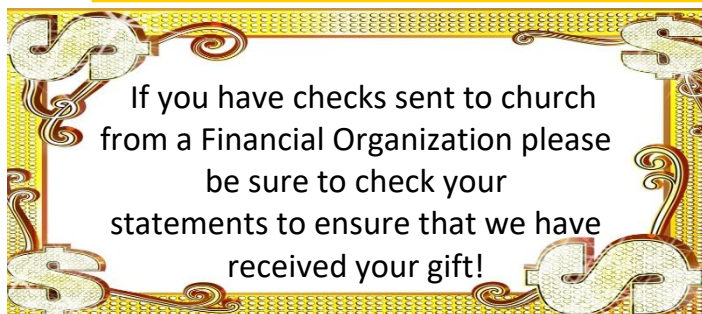 If you have checks sent to church
from a Financial Organization please
be sure to check your
statements to ensure that we have
received your gift!